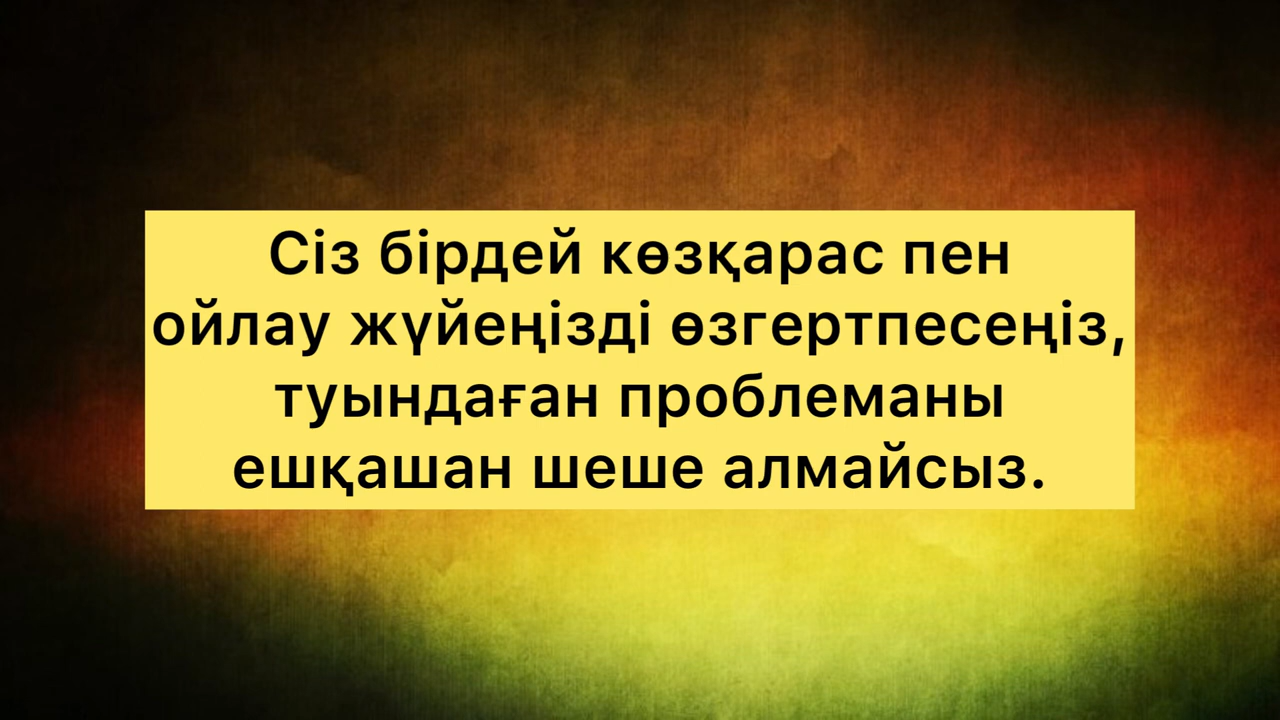 Сіз бірдей көзқарас пен
ойлау жүйеңізді өзгертпесеңіз,
туындаған проблеманы
ешқашан шеше алмайсыз.